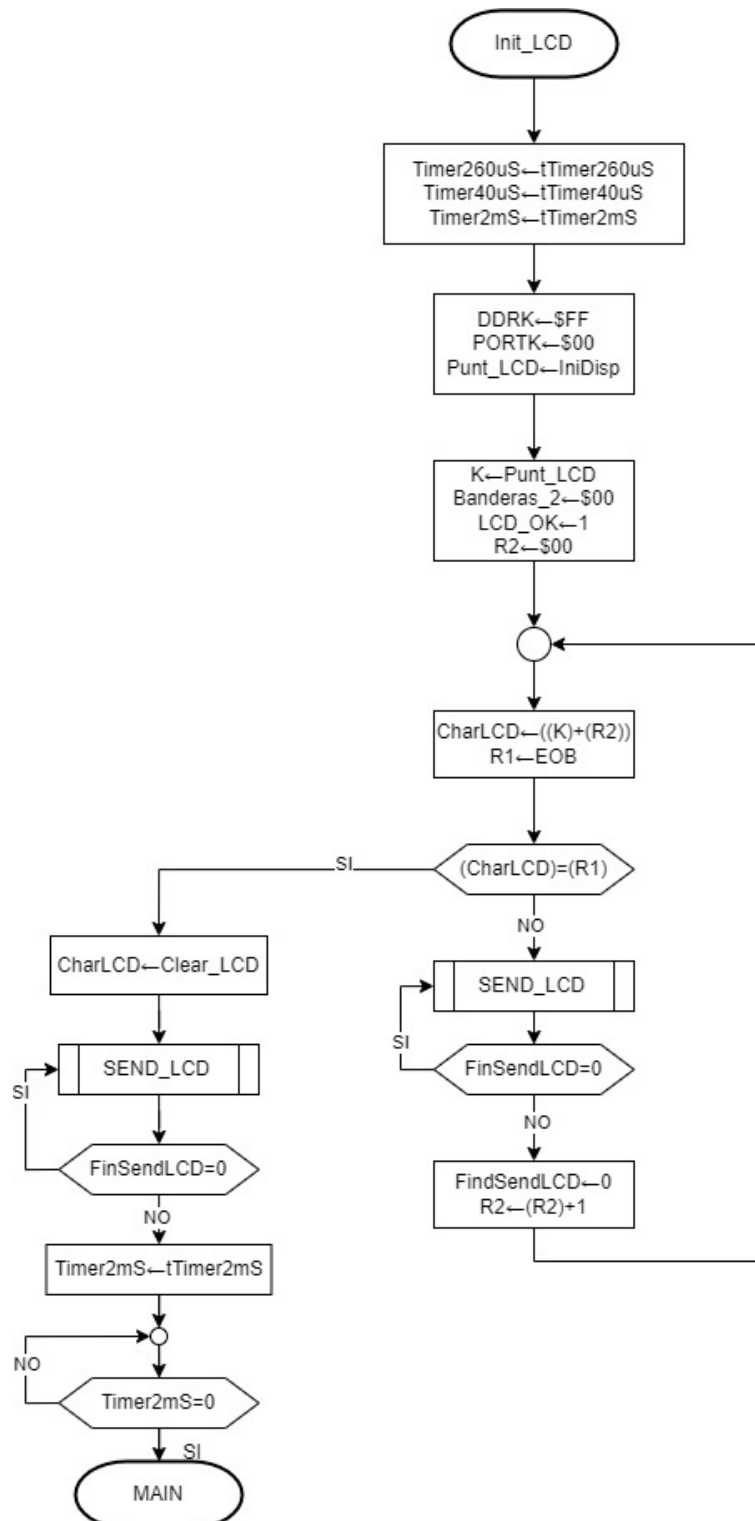 Init_LCD
Timer260uS←tTimer260uS
Timer40uS←tTimer40uS
Timer2mS←tTimer2mS
DDRK←$FF
PORTK←$00
Punt_LCD←IniDisp
K←Punt_LCD
Banderas_2←$00
LCD_OK←1
R2←$00
CharLCD←((K)+(R2))
R1←EOB
(CharLCD)=(R1)
SI
NO
SEND_LCD
SI
FinSendLCD=0
NO
FindSendLCD←0
R2←(R2)+1
CharLCD←Clear_LCD
SEND_LCD
SI
FinSendLCD=0
NO
Timer2mS←tTimer2mS
NO
Timer2mS=0
SI
MAIN